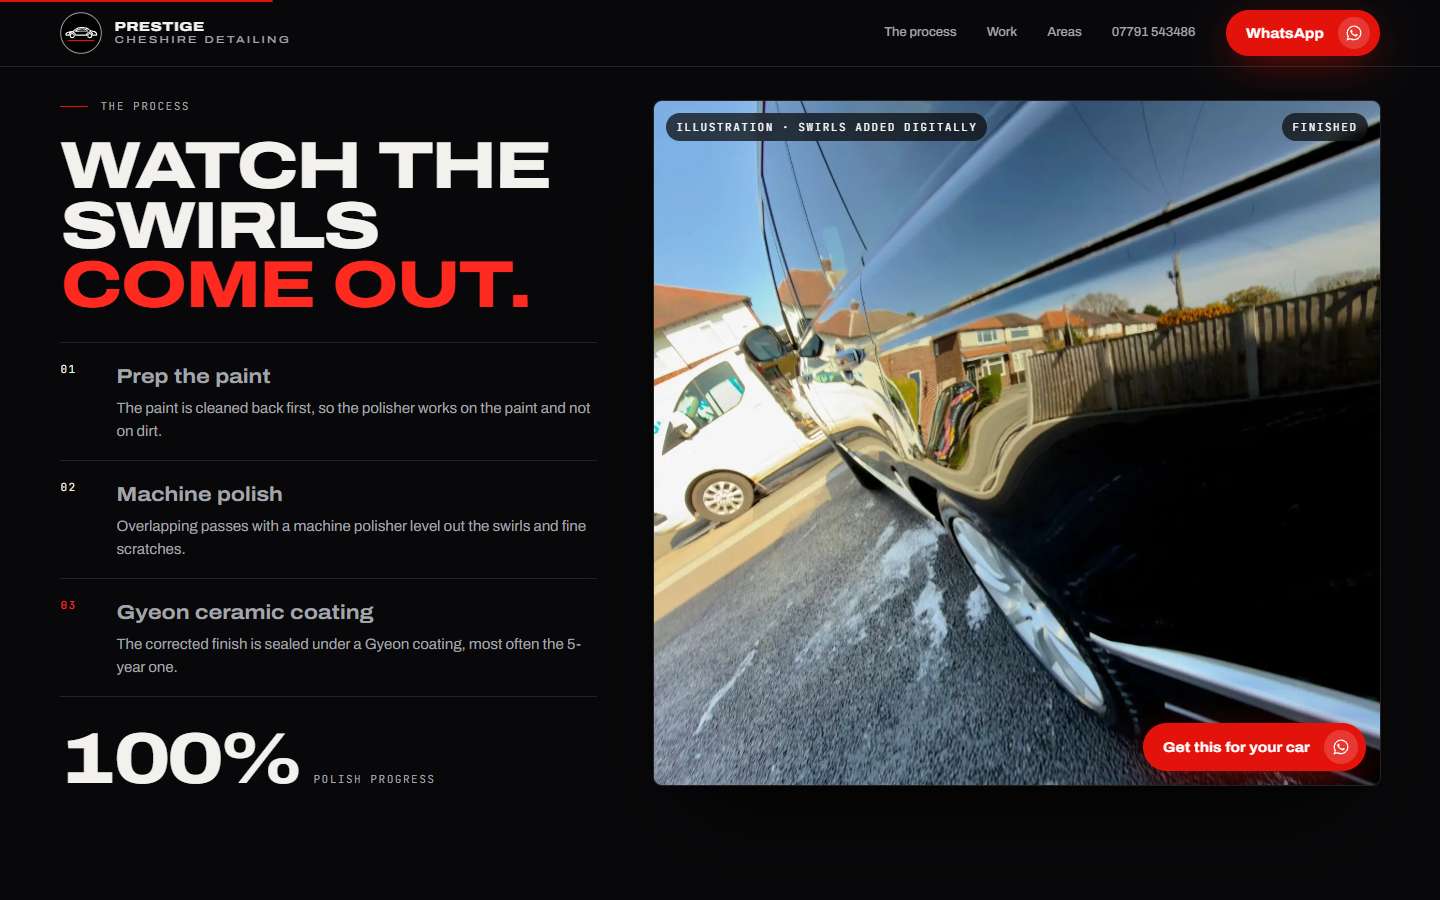 PRESTIGE
CHESHIRE DETAILING
The process
Work
Areas
07791 543486
WhatsApp
THE PROCESS
WATCH THE
SWIRLS
COME OUT.
01
Prep the paint
The paint is cleaned back first, so the polisher works on the paint and not
on dirt.
02
Machine polish
Overlapping passes with a machine polisher level out the swirls and fine
scratches.
03
Gyeon ceramic coating
The corrected finish is sealed under a Gyeon coating, most often the 5-
year one.
100%
POLISH PROGRESS
ILLUSTRATION · SWIRLS ADDED DIGITALLY
FINISHED
Get this for your car